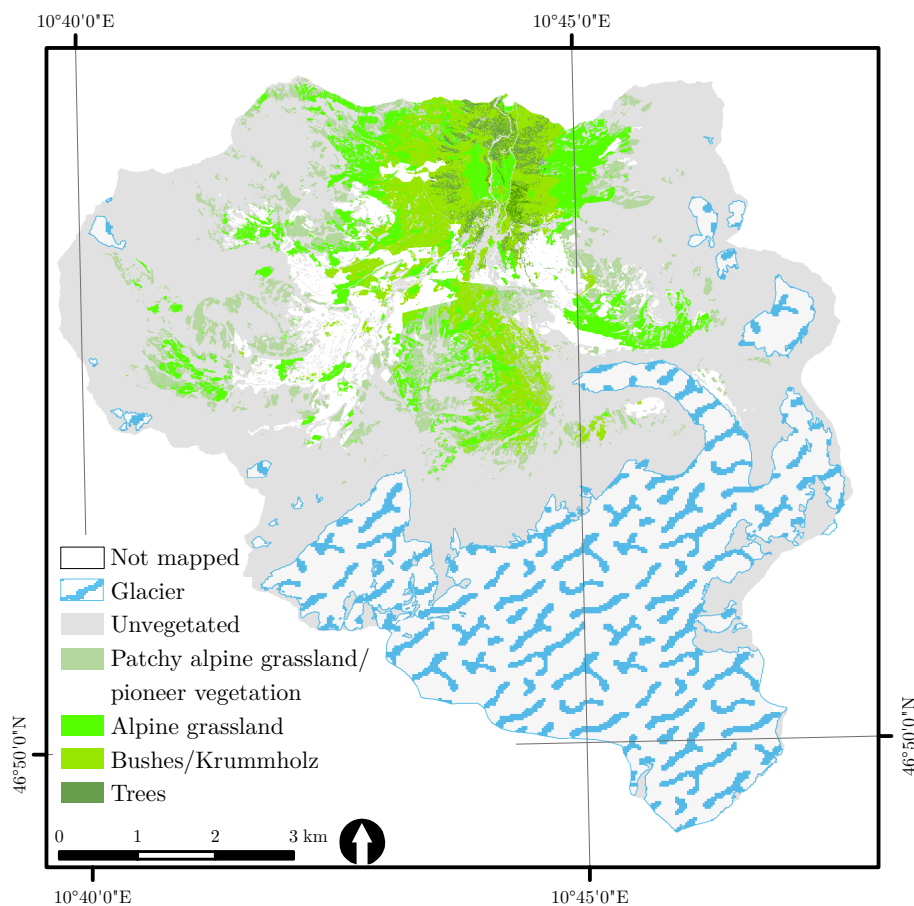 10°40'0"E 10°45'0"E
Not mapped
Glacier
Unvegetated
Patchy alpine grassland/
pioneer vegetation
Alpine grassland
Bushes/Krummholz
Trees
46°50'0"N 46°50'0"N
0 1 2 3 km
10°40'0"E 10°45'0"E